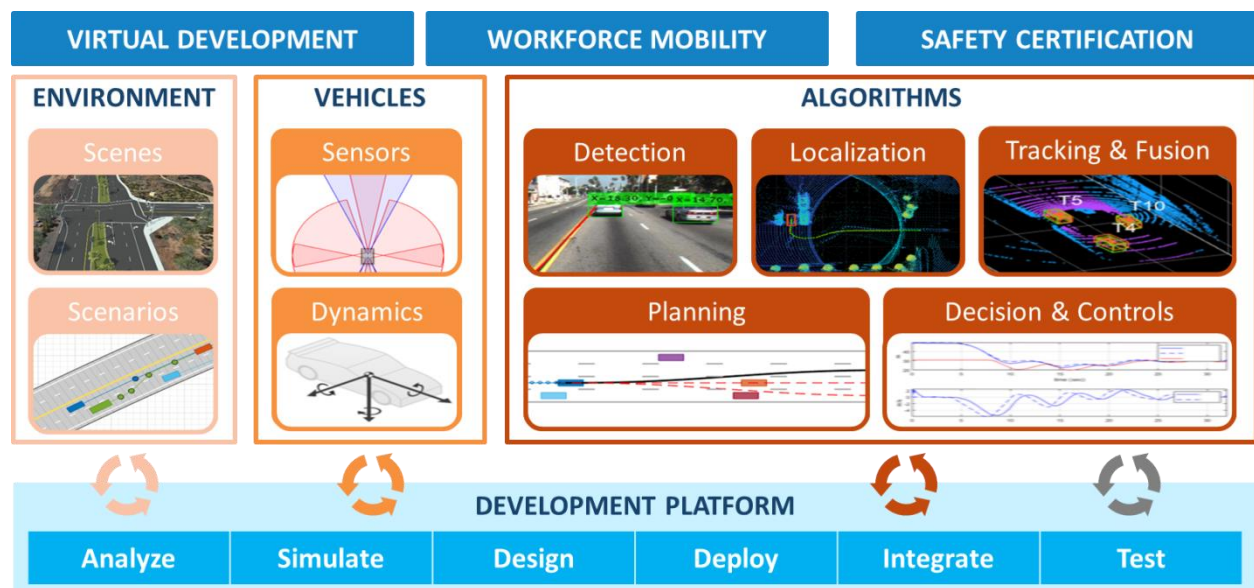 VIRTUAL DEVELOPMENT
WORKFORCE MOBILITY
SAFETY CERTIFICATION
ENVIRONMENT
Scenes
Scenarios
VEHICLES
Sensors
Dynamics
ALGORITHMS
Detection
Localization
Tracking & Fusion
T5
T10
T4
Planning
Decision & Controls
DEVELOPMENT PLATFORM
Analyze
Simulate
Design
Deploy
Integrate
Test